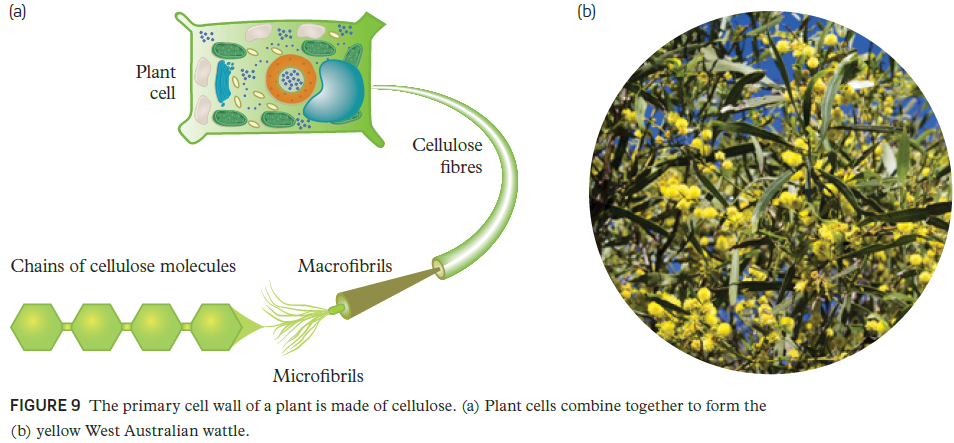 (a)
(b)
Plant
cell
Cellulose
fibres
Chains of cellulose molecules
Macrofibrils
Microfibrils
FIGURE 9 The primary cell wall of a plant is made of cellulose. (a) Plant cells combine together to form the
(b) yellow West Australian wattle.